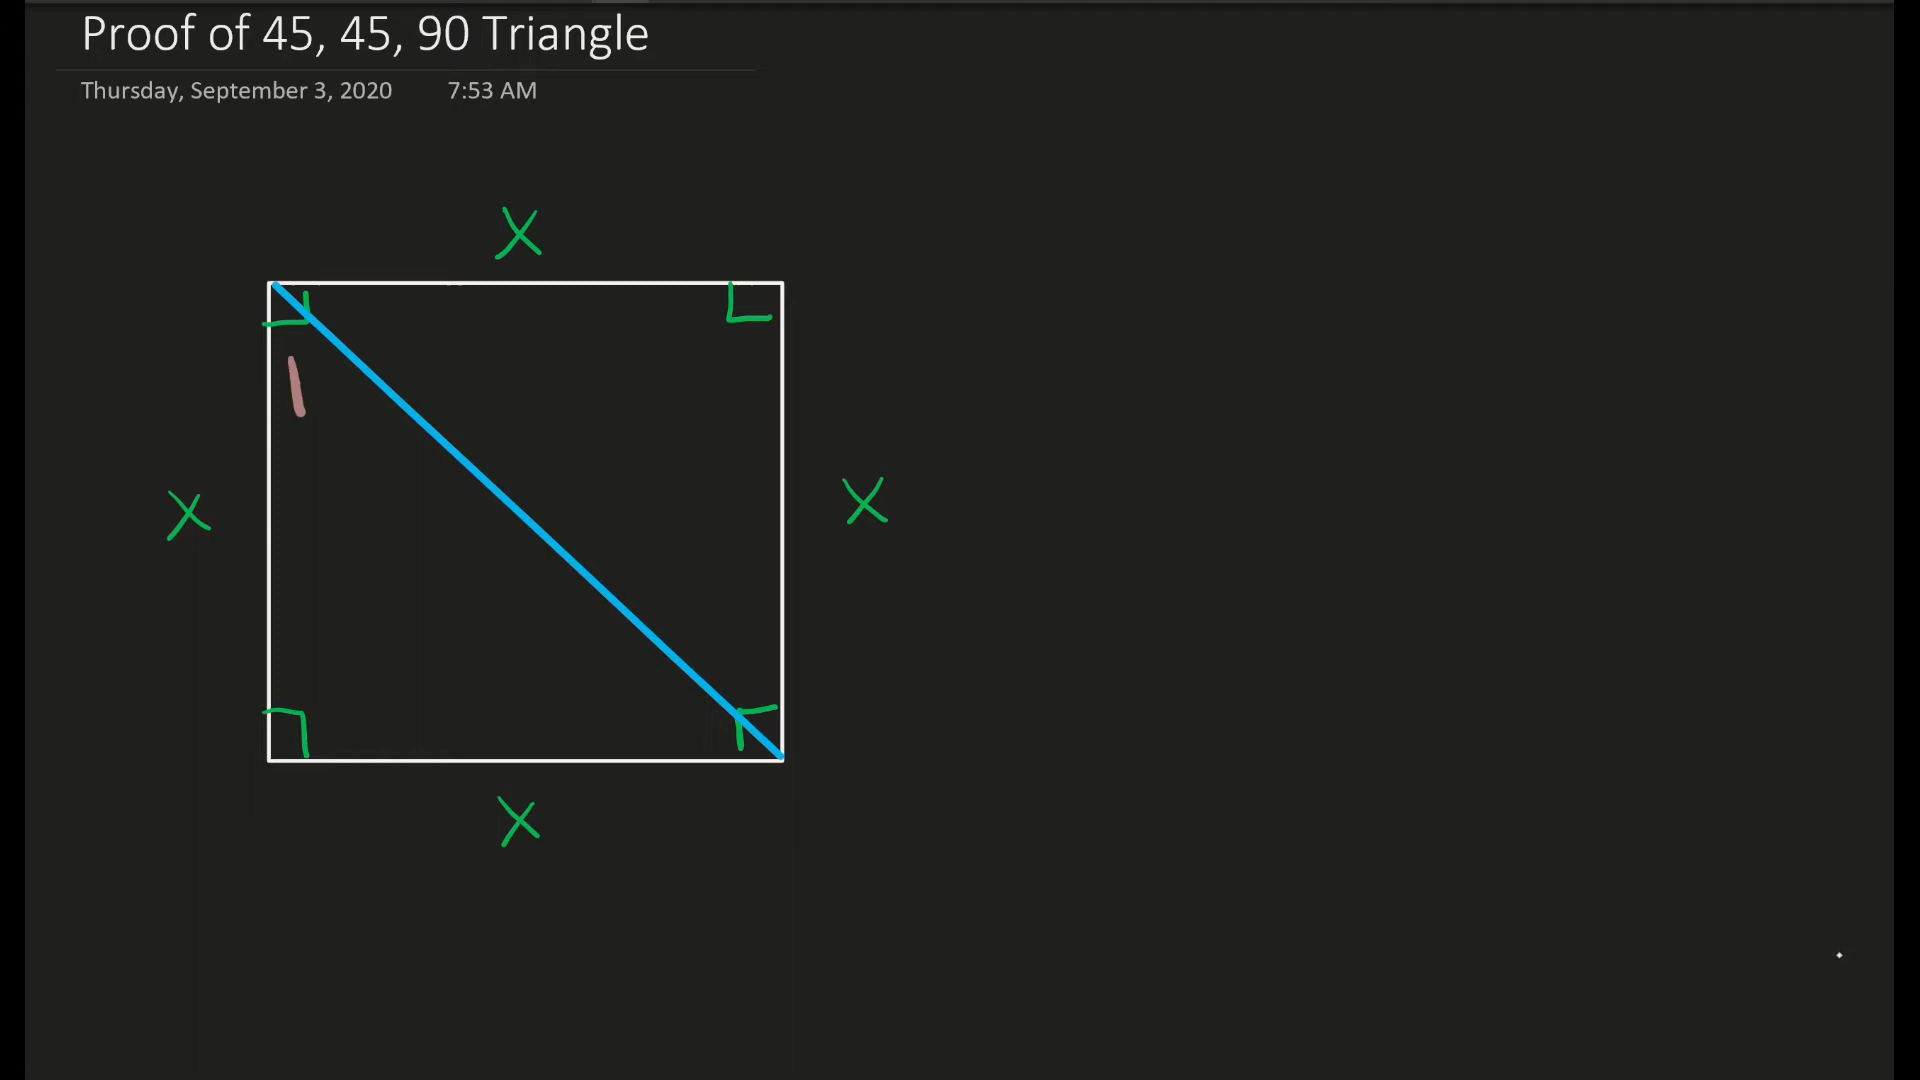 Proof of 45, 45, 90 Triangle
Thursday, September 3, 2020 7:53 AM
X
X
X
X